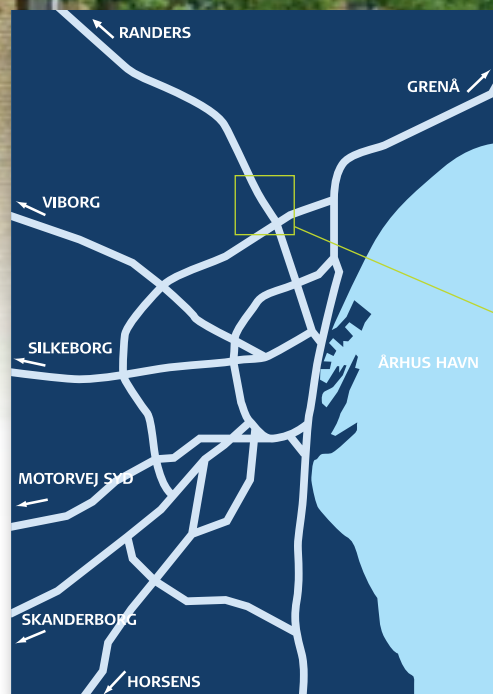 RANDERS
GRENÅ
VIBORG
SILKEBORG
ÅRHUS HAVN
MOTORVEJ SYD
SKANDERBORG
HORSENS